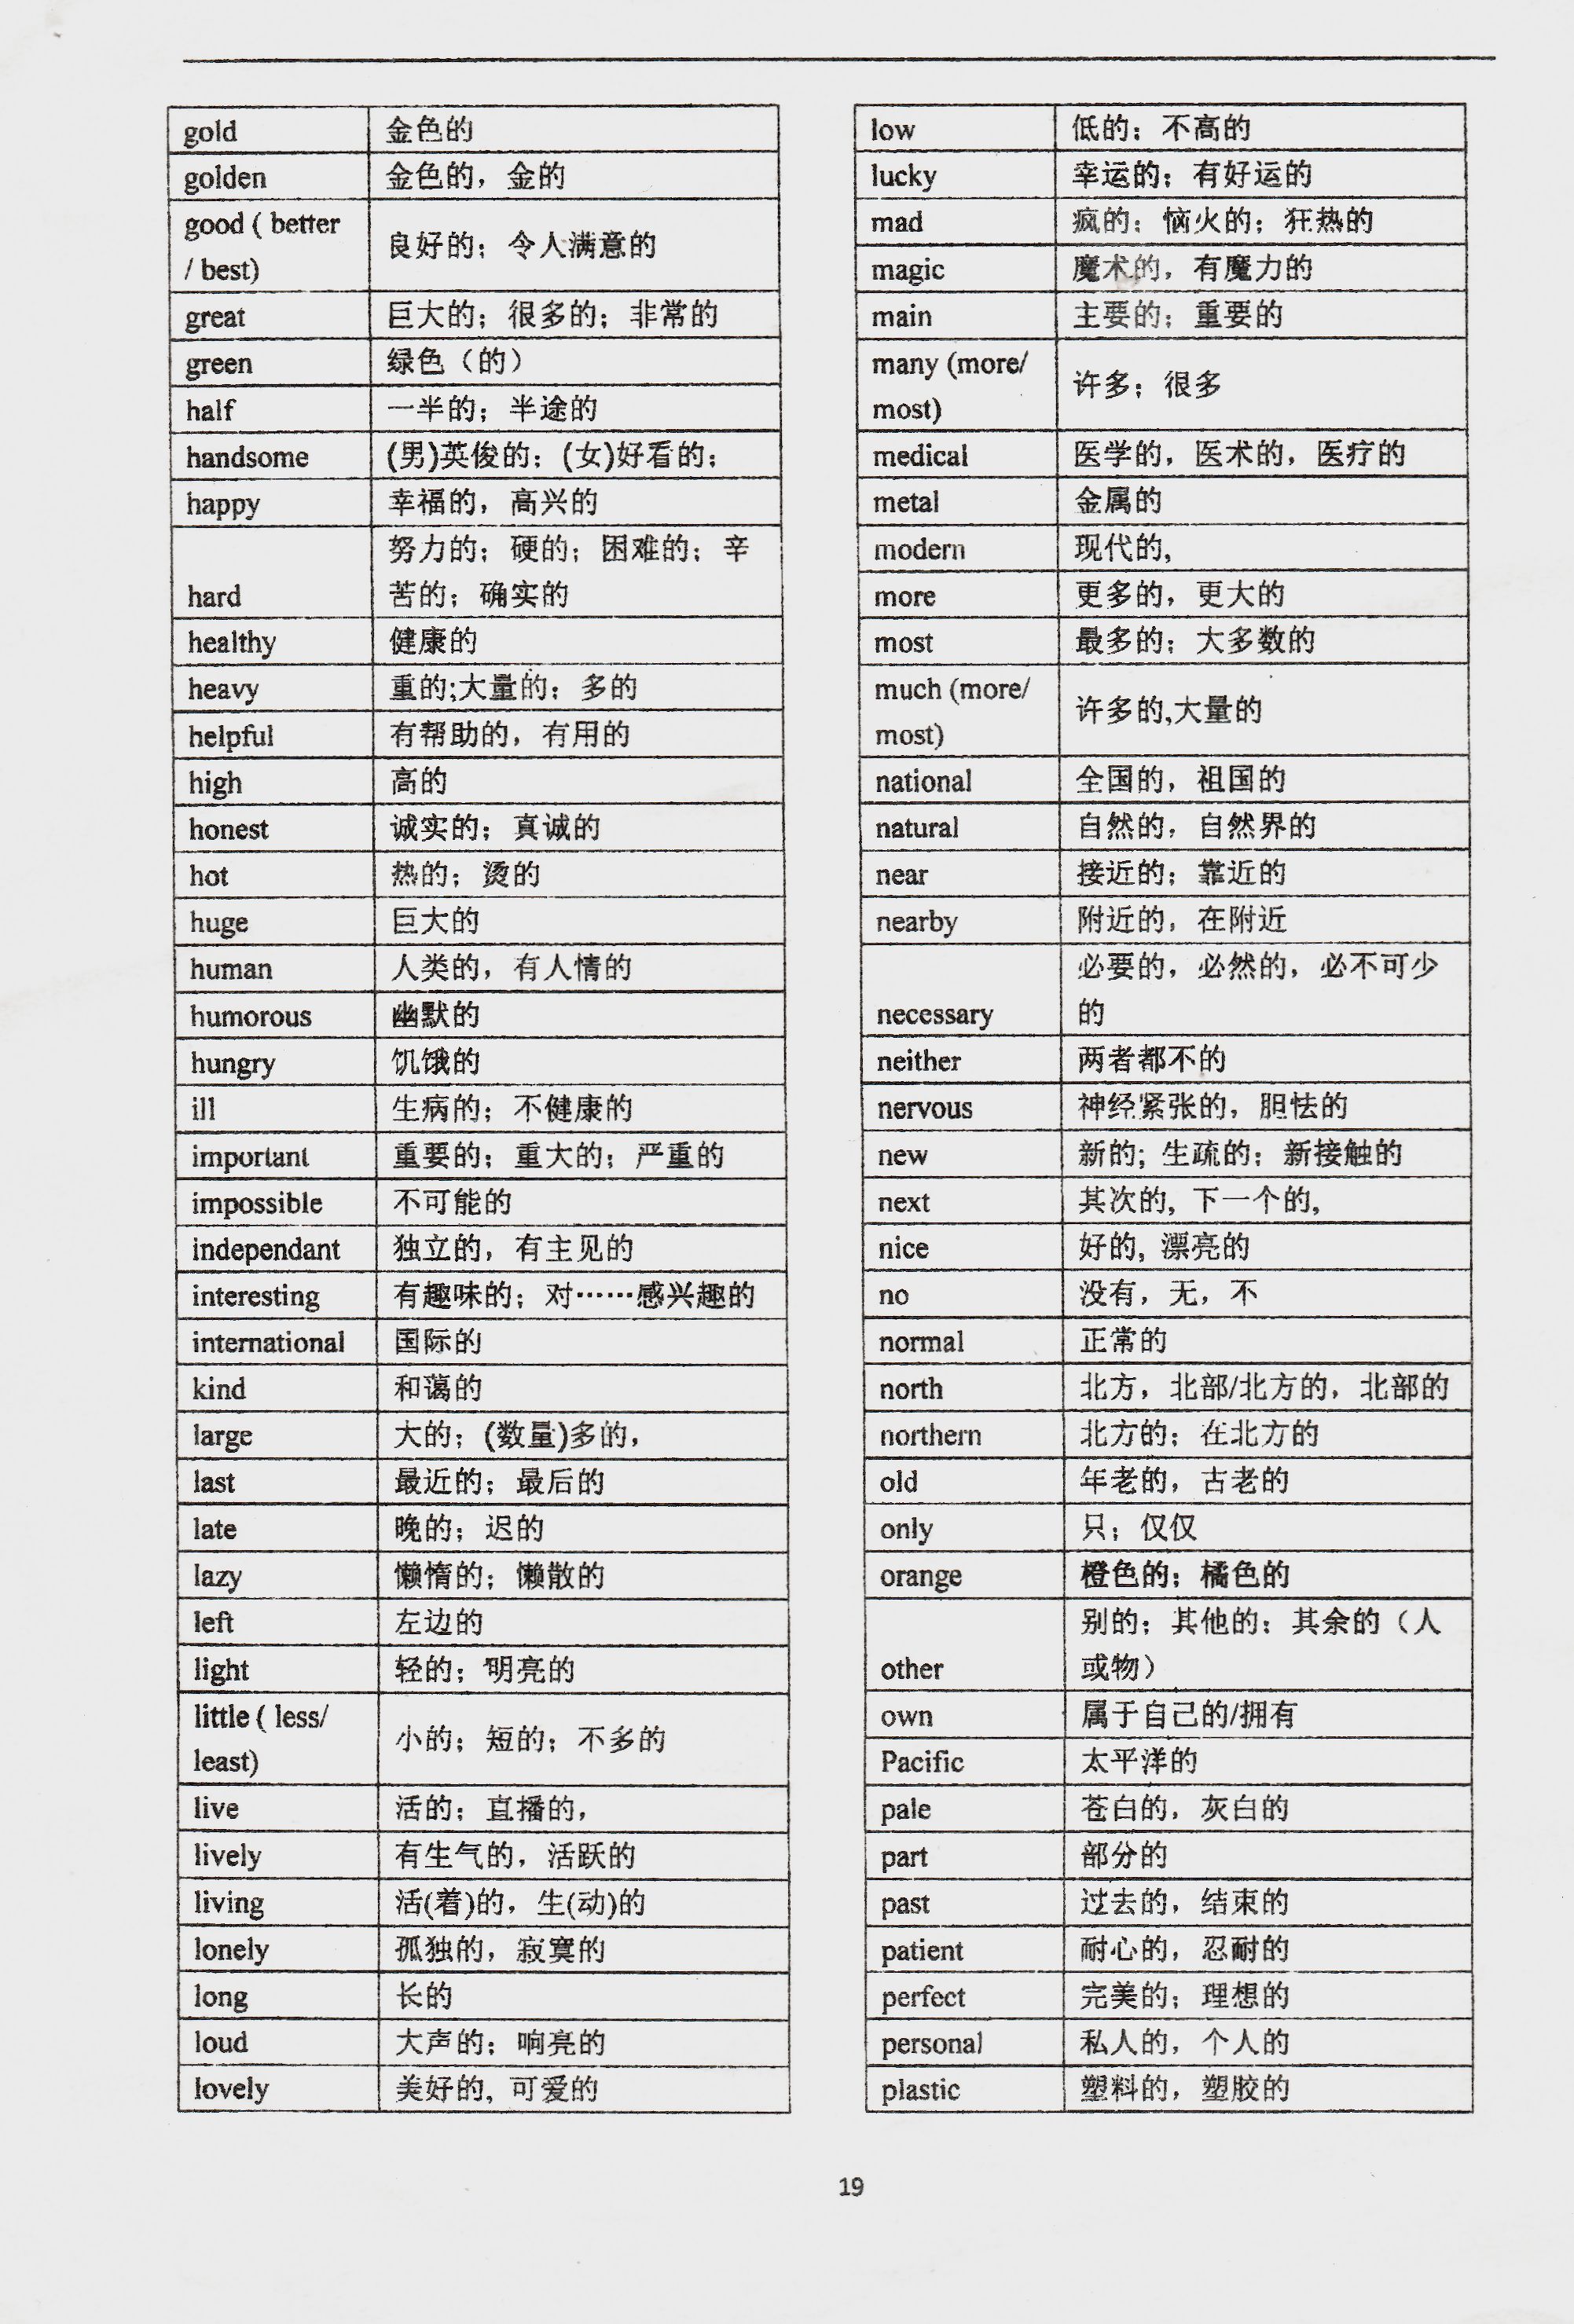 gold 金色的
golden 金色的，金的
good ( better
/ best) 良好的；令人满意的
great 巨大的；很多的；非常的
green 绿色（的）
half 一半的；半途的
handsome (男)英俊的；(女)好看的；
happy 幸福的，高兴的
努力的；硬的；困难的；辛
hard 苦的；确实的
healthy 健康的
heavy 重的;大量的；多的
helpful 有帮助的，有用的
high 高的
honest 诚实的；真诚的
hot 热的；烫的
huge 巨大的
human 人类的，有人情的
humorous 幽默的
hungry 饥饿的
ill 生病的；不健康的
important 重要的；重大的；严重的
impossible 不可能的
independant 独立的，有主见的
interesting 有趣味的；对……感兴趣的
international 国际的
kind 和蔼的
large 大的；(数量)多的，
last 最近的；最后的
late 晚的；迟的
lazy 懒惰的；懒散的
left 左边的
light 轻的；明亮的
little ( less/
least) 小的；短的；不多的
live 活的；直播的，
lively 有生气的，活跃的
living 活(着)的，生(动)的
lonely 孤独的，寂寞的
long 长的
loud 大声的；响亮的
lovely 美好的, 可爱的
low 低的；不高的
lucky 幸运的；有好运的
mad 疯的；恼火的；狂热的
magic 魔术的，有魔力的
main 主要的；重要的
many (more/
most) 许多；很多
medical 医学的，医术的，医疗的
metal 金属的
modern 现代的,
more 更多的，更大的
most 最多的；大多数的
much (more/
most) 许多的,大量的
national 全国的，祖国的
natural 自然的，自然界的
near 接近的；靠近的
nearby 附近的，在附近
必要的，必然的，必不可少
necessary 的
neither 两者都不的
nervous 神经紧张的，胆怯的
new 新的; 生疏的；新接触的
next 其次的, 下一个的,
nice 好的, 漂亮的
no 没有，无，不
normal 正常的
north 北方，北部/北方的，北部的
northern 北方的；在北方的
old 年老的，古老的
only 只；仅仅
orange 橙色的；橘色的
别的；其他的；其余的（人
other 或物）
own 属于自己的/拥有
Pacific 太平洋的
pale 苍白的，灰白的
part 部分的
past 过去的，结束的
patient 耐心的，忍耐的
perfect 完美的；理想的
personal 私人的，个人的
plastic 塑料的，塑胶的
19